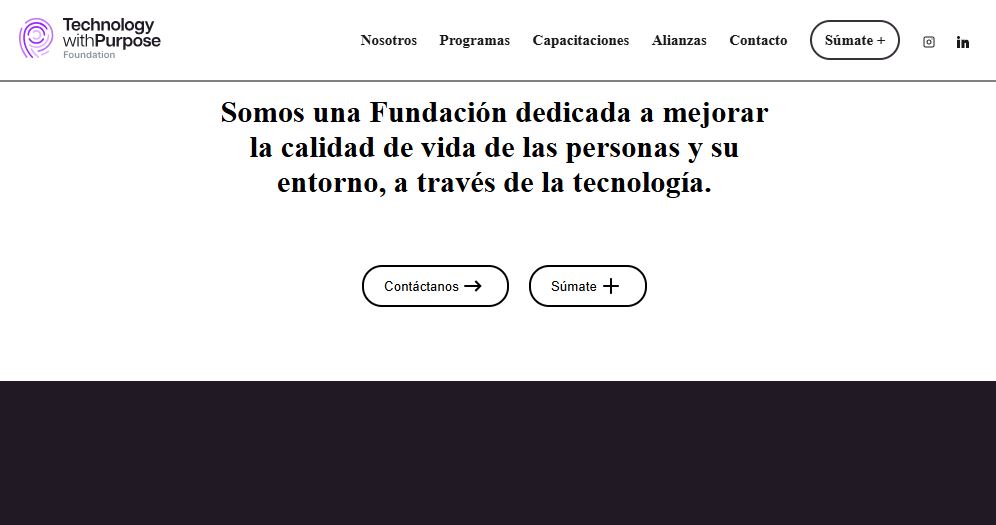 Technology
withPurpose
Foundation
Nosotros Programas Capacitaciones Alianzas Contacto Súmate +
Somos una Fundación dedicada a mejorar
la calidad de vida de las personas y su
entorno, a través de la tecnología.
Contáctanos Súmate